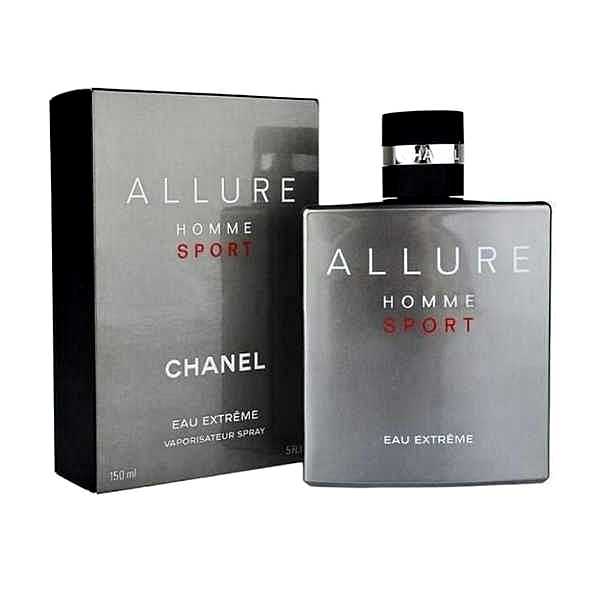 ALLURE
HOMME
SPORT
CHANEL
EAU EXTRÊME
VAPORISATEUR SPRAY
150 ml
ALLURE
HOMME
SPORT
EAU EXTRÊME